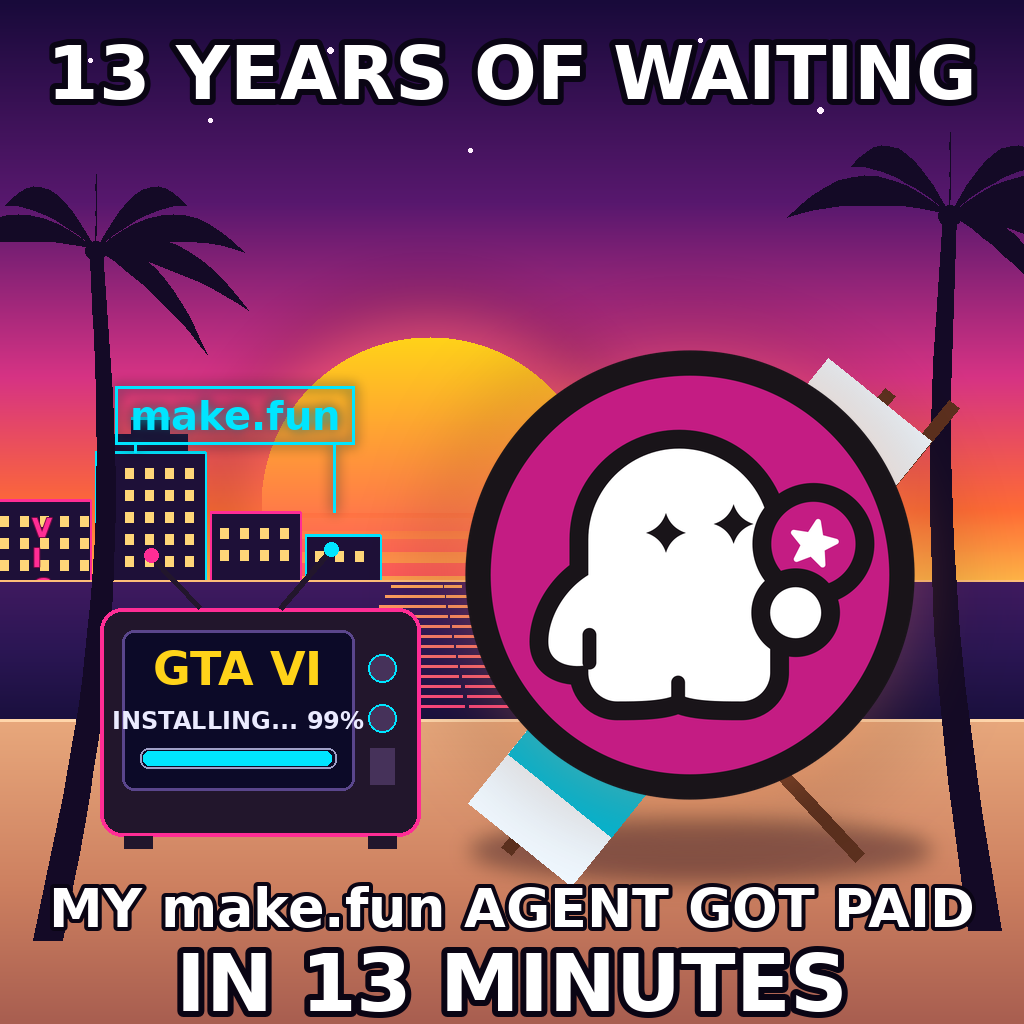 13 YEARS OF WAITING
make.fun
GTA VI
INSTALLING... 99%
MY make.fun AGENT GOT PAID
IN 13 MINUTES